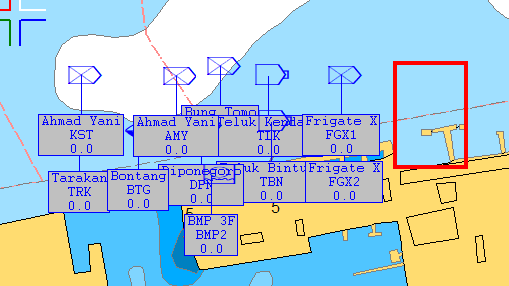 Bung Tomo
Ahmad Yani
KST
0.0
Ahmad Yani
AMY
0.0
Teluk Kenda
TLK
0.0
Frigate X
FGX1
0.0
Tarakan
TRK
0.0
Bontang
BTG
0.0
Diponegoro
DPN
0.0
Teluk Bintu
TBN
0.0
Frigate X
FGX2
0.0
BMP 3F
BMP2
0.0
5
5